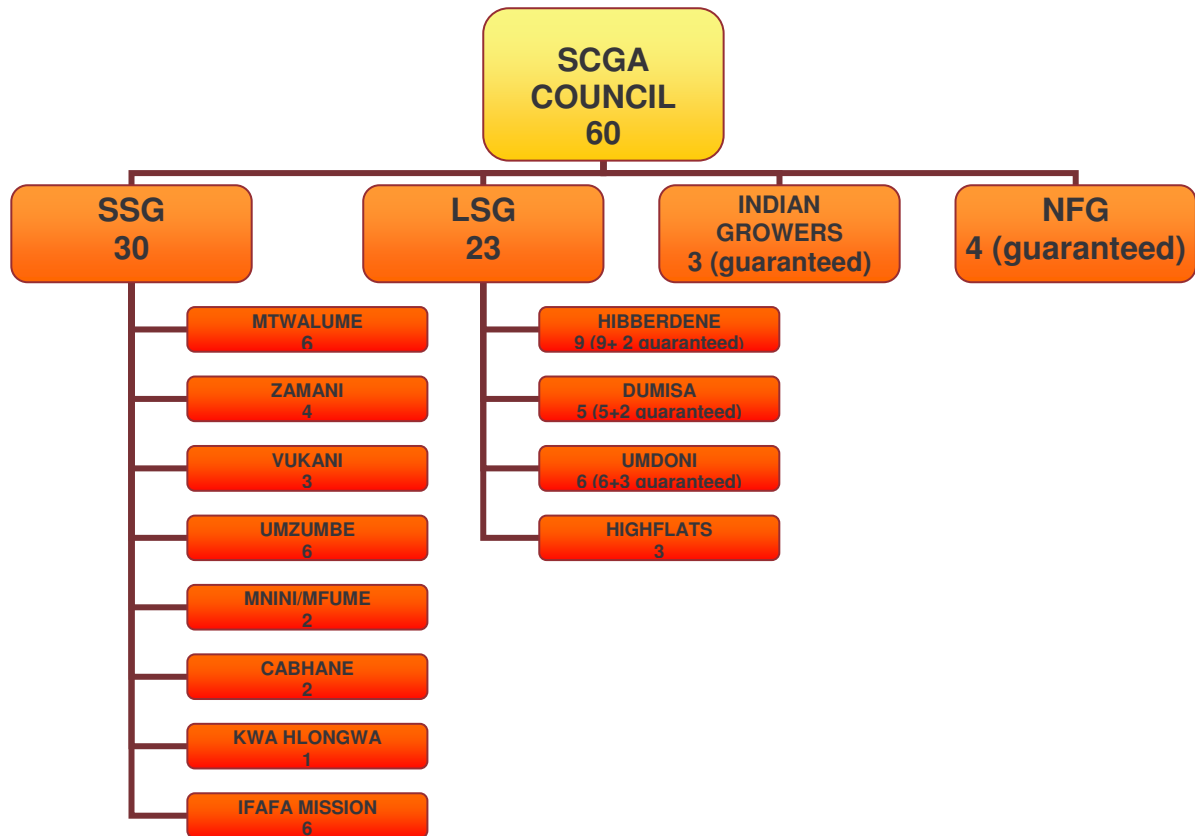 SCGA
COUNCIL
60
SSG
30
LSG
23
INDIAN
GROWERS
3 (guaranteed)
NFG
4 (guaranteed)
MTWALUME
6
ZAMANI
4
VUKANI
3
UMZUMBE
6
MNINI/MFUME
2
CABHANE
2
KWA HLONGWA
1
IFAFA MISSION
6
HIBBERDENE
9 (9+ 2 guaranteed)
DUMISA
5 (5+2 guaranteed)
UMDONI
6 (6+3 guaranteed)
HIGHFLATS
3